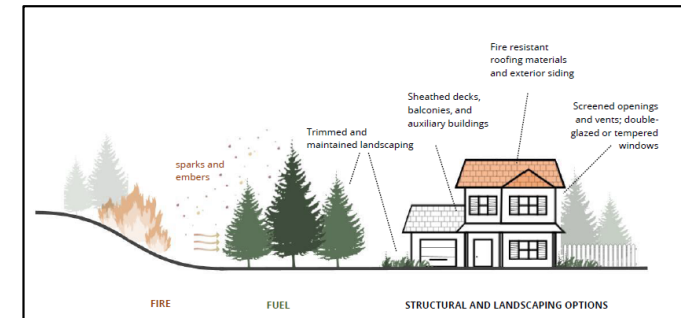 Fire resistant
roofing materials
and exterior siding
Sheathed decks,
balconies, and
auxiliary buildings
Screened openings
and vents; double-
glazed or tempered
windows
Trimmed and
maintained landscaping
sparks and
embers
FIRE
FUEL
STRUCTURAL AND LANDSCAPING OPTIONS